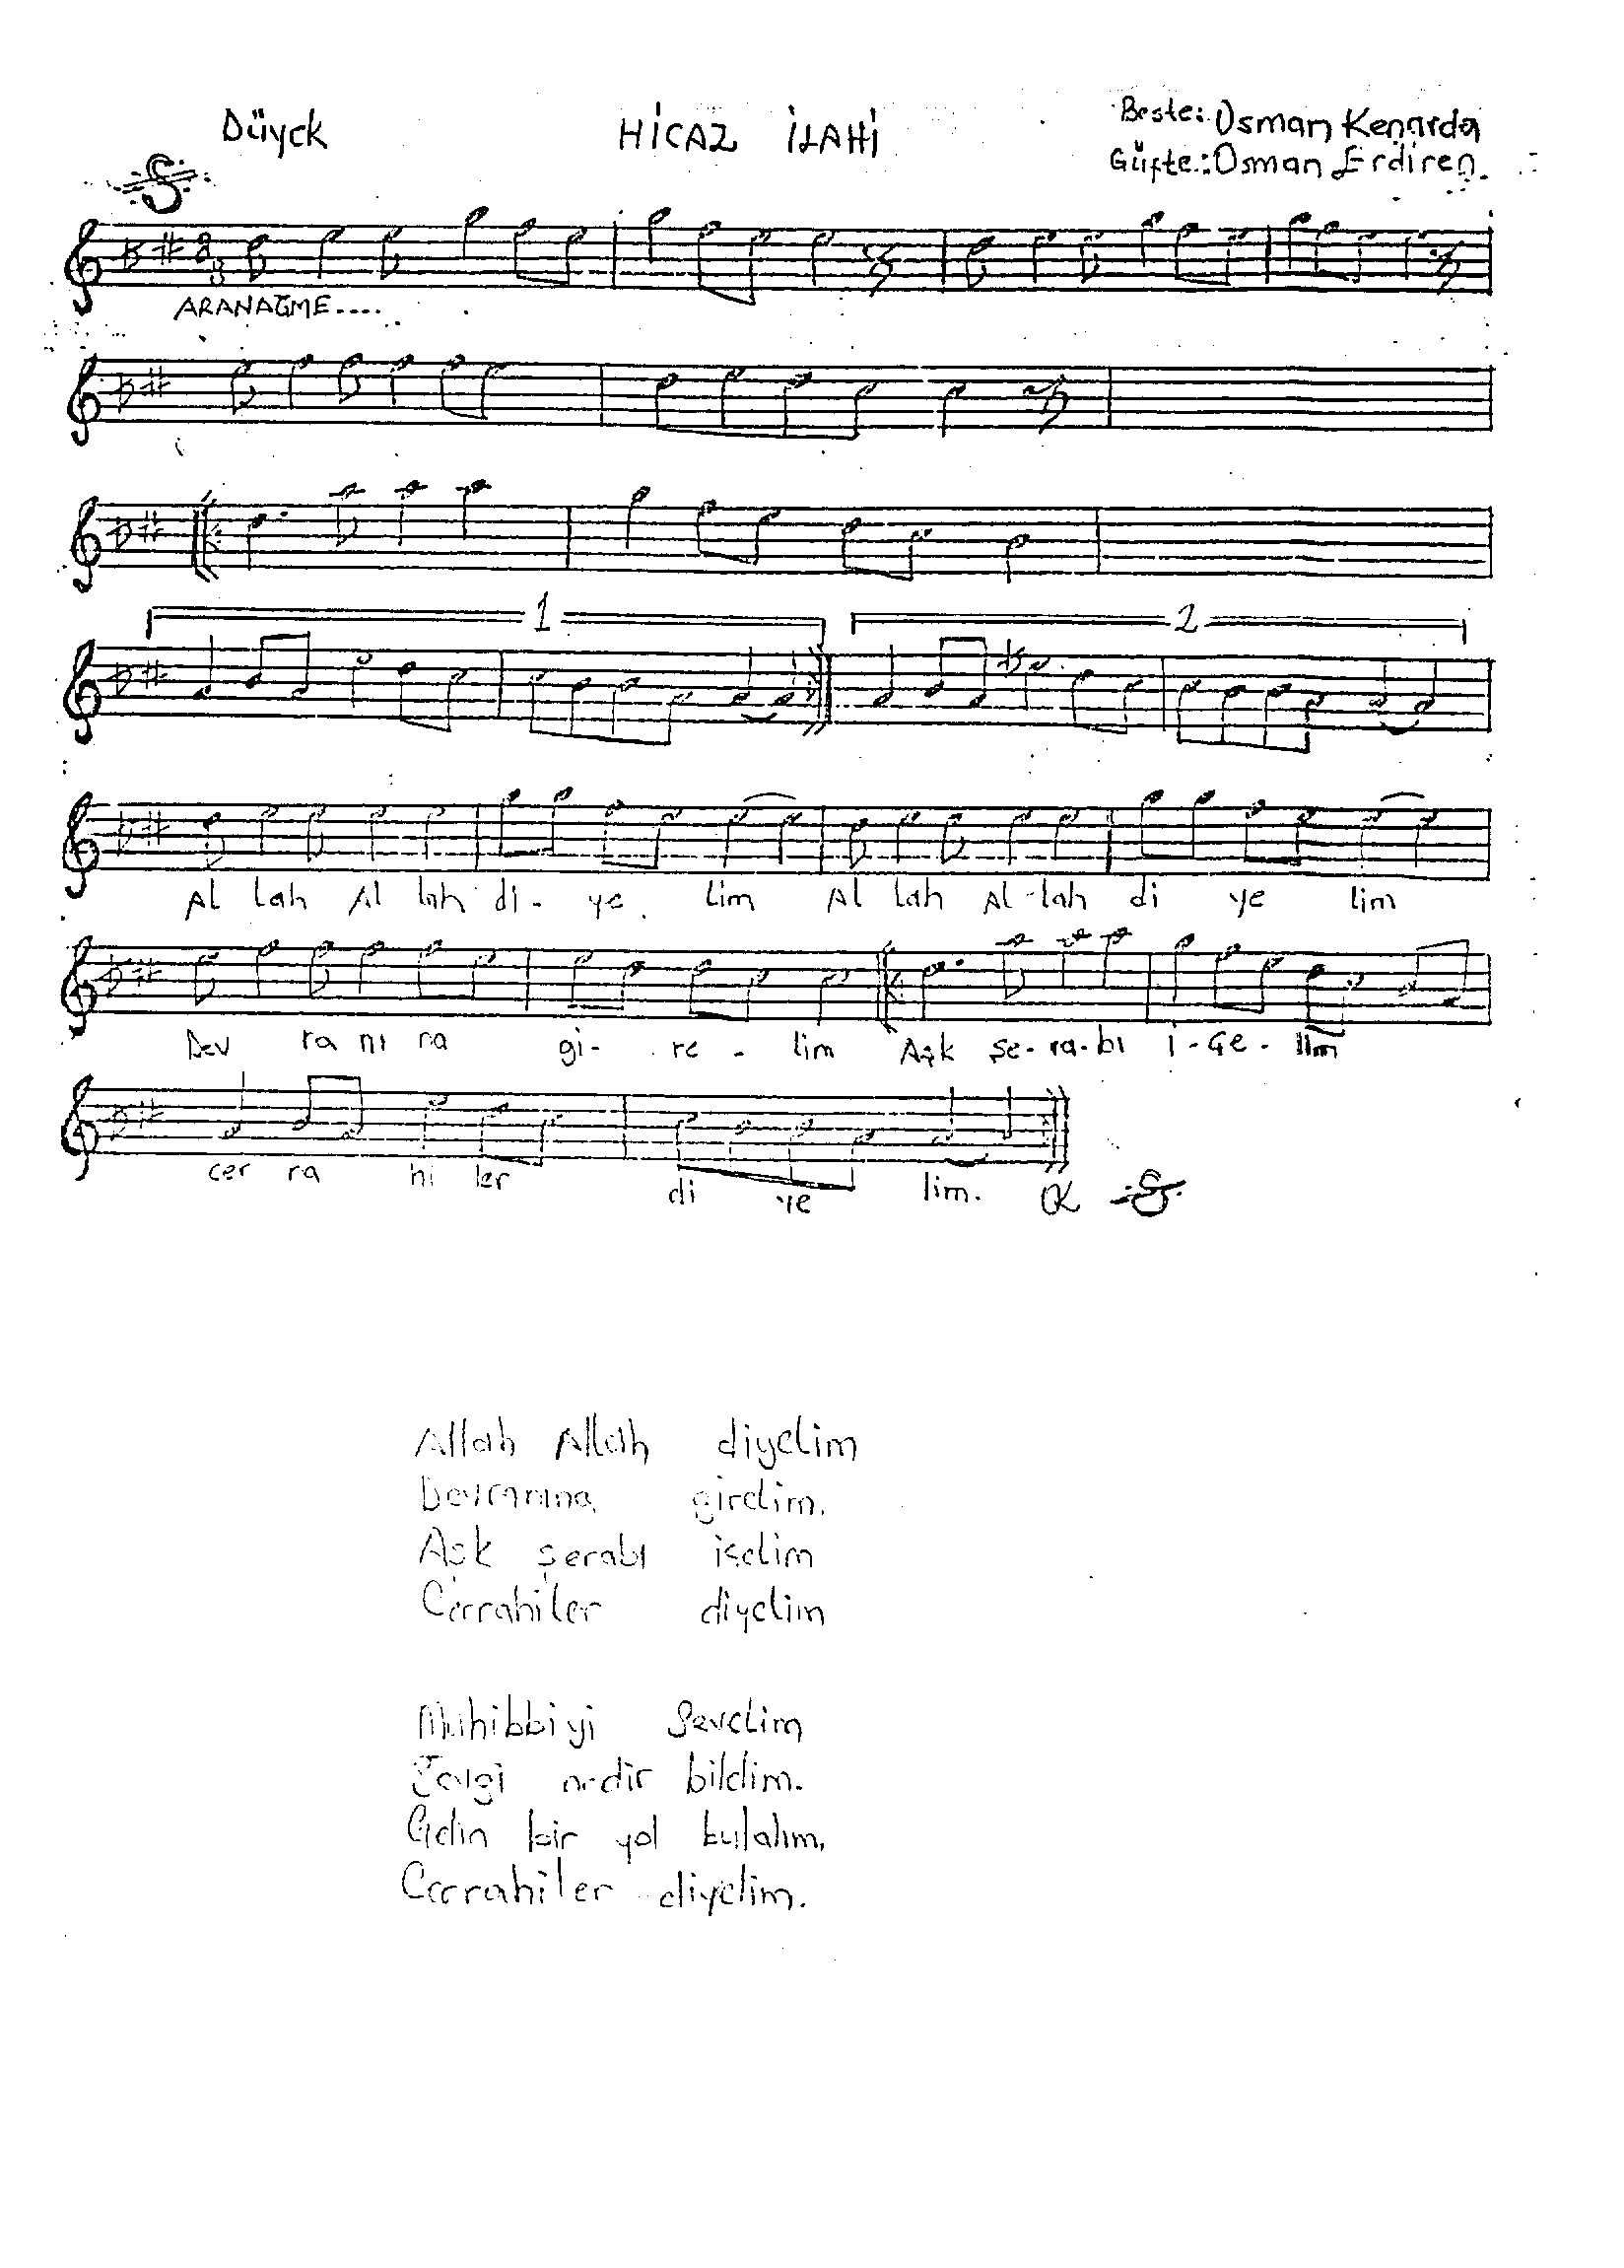 Düyek HİCAZ İLAHİ Beste: Osman Kenarda
Güfte: Osman Erdiren
8 8
ARANAĞME....
1 2
Al lah Al lah di- ye lim Al lah Al-lah di ye lim
Dev ra nı na gi- re - lim Aşk şe-ra-bı i-çe-lim
cer ra hi ler di ye lim.
Allah Allah diyelim
Devranına girelim.
Aşk şerabı içelim
Cerrahiler diyelim
Muhibbiyi Sevelim
Sevgi nedir bilelim.
Gelin bir yol bulalım.
Cerrahiler diyelim.